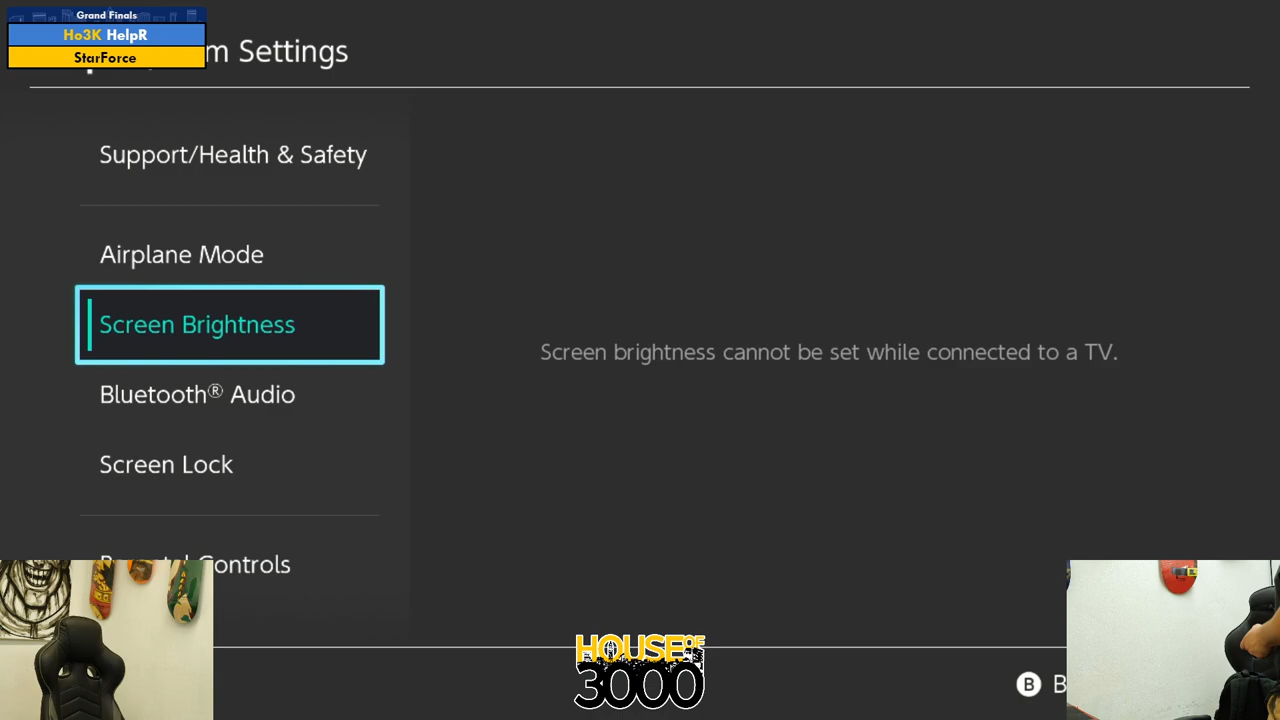 Grand Finals
Ho3K HelpR
StarForce
m Settings
Support/Health & Safety
Airplane Mode
Screen Brightness
Screen brightness cannot be set while connected to a TV.
Bluetooth® Audio
Screen Lock
Controls
HOUSE OF
3000
B